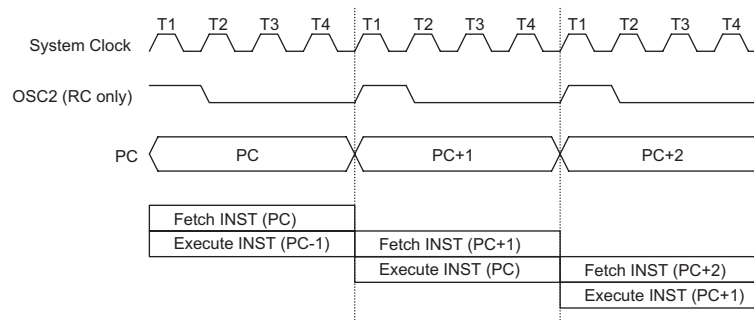 T1 T2 T3 T4 T1 T2 T3 T4 T1 T2 T3 T4
System Clock
OSC2 (RC only)
PC PC PC+1 PC+2
Fetch INST (PC)
Execute INST (PC-1) Fetch INST (PC+1)
Execute INST (PC) Fetch INST (PC+2)
Execute INST (PC+1)